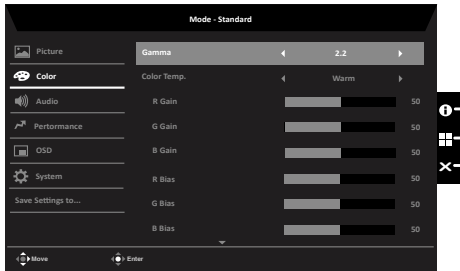 Mode - Standard
Picture
Gamma 2.2
Color
Color Temp. Warm
Audio
R Gain 50
Pertormance
G Gain 50
OSD
B Gain 50
System
R Bias 50
Save Settings to...
G Bias 50
B Bias 50
Move Enter